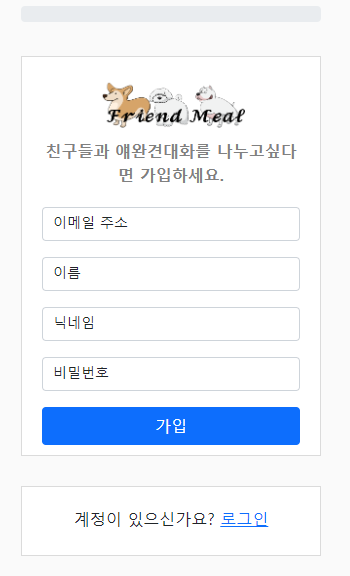 Friend Meal
친구들과 애완견대화를 나누고싶다
면 가입하세요.
이메일 주소
이름
닉네임
비밀번호
가입
계정이 있으신가요? 로그인